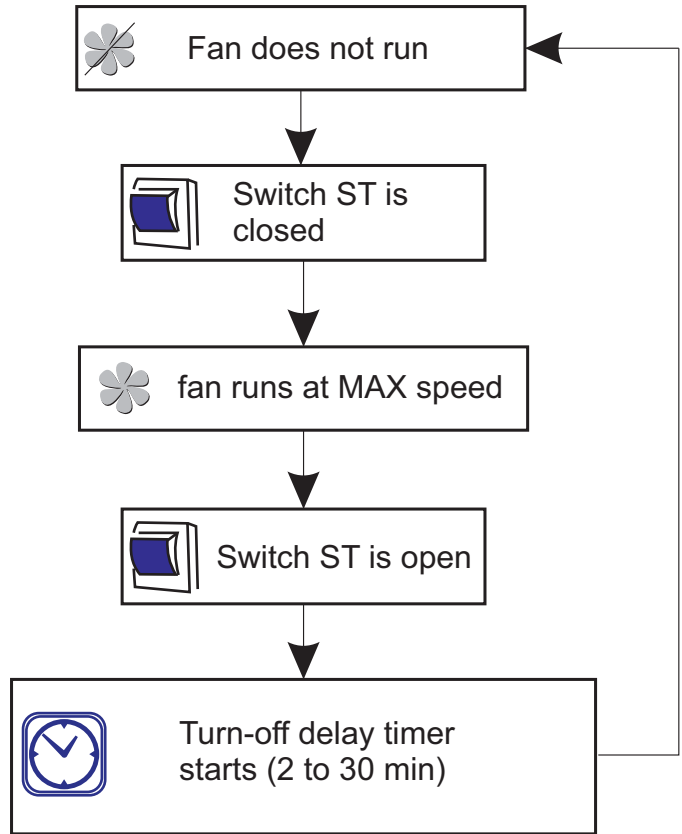 Fan does not run
Switch ST is
closed
fan runs at MAX speed
Switch ST is open
Turn-off delay timer
starts (2 to 30 min)